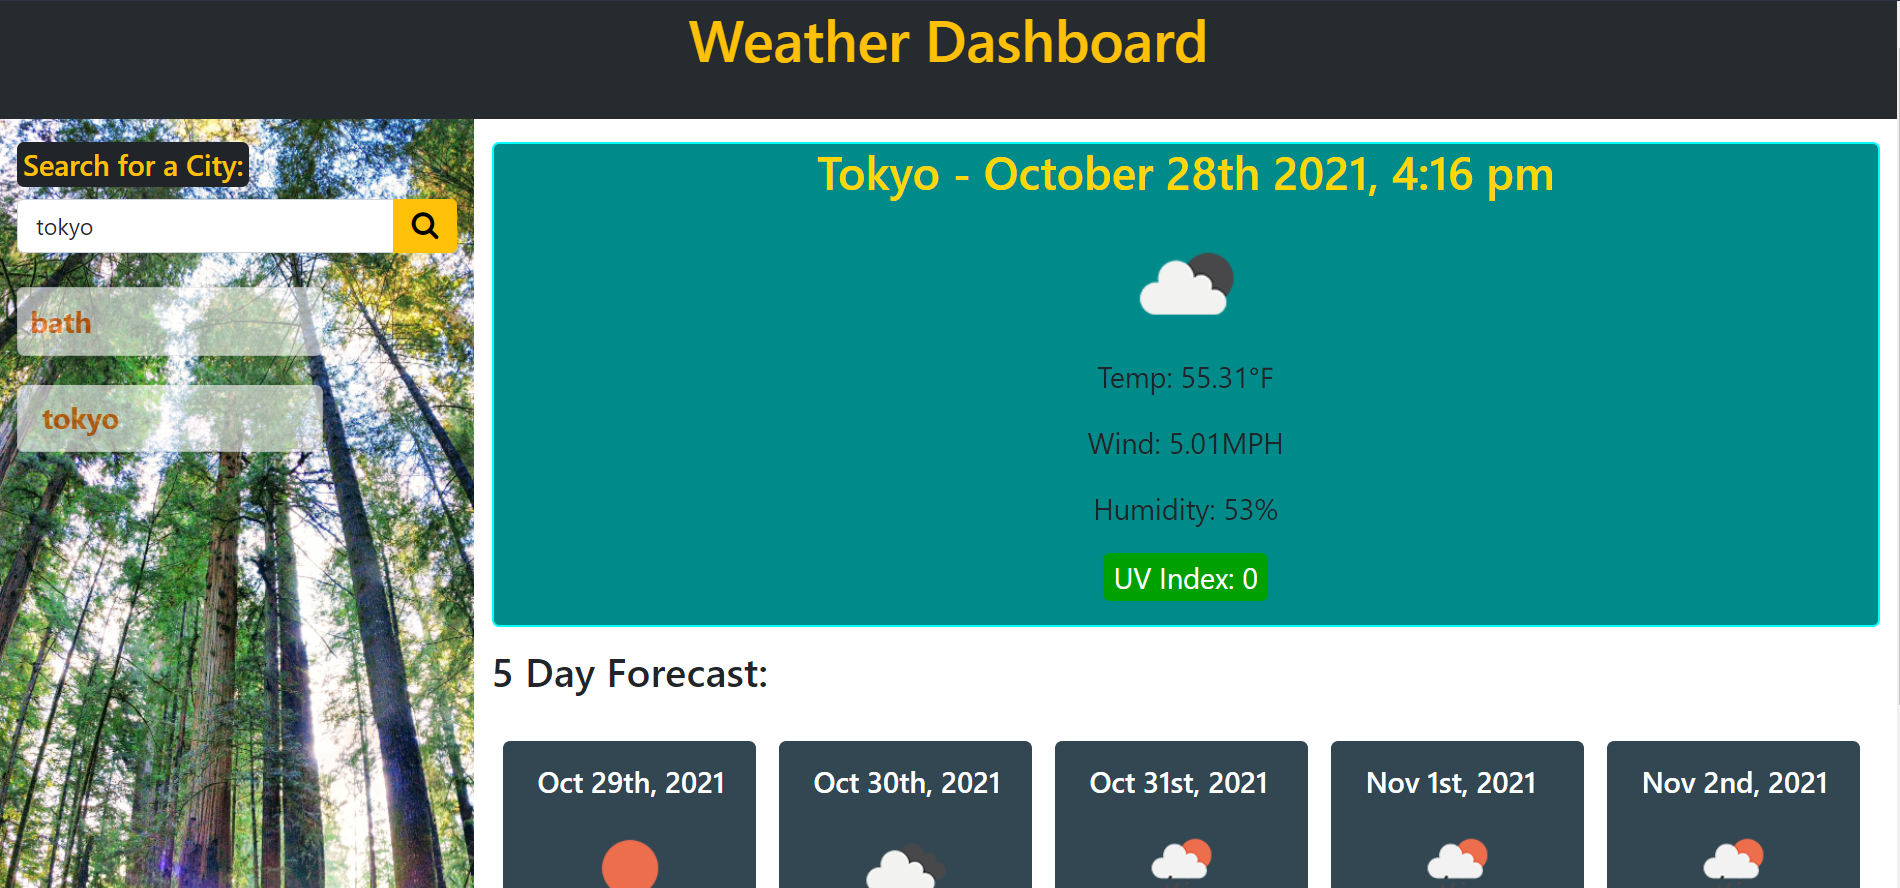 Weather Dashboard
Search for a City:
tokyo
bath
tokyo
Tokyo - October 28th 2021, 4:16 pm
Temp: 55.31°F
Wind: 5.01MPH
Humidity: 53%
UV Index: 0
5 Day Forecast:
Oct 29th, 2021
Oct 30th, 2021
Oct 31st, 2021
Nov 1st, 2021
Nov 2nd, 2021